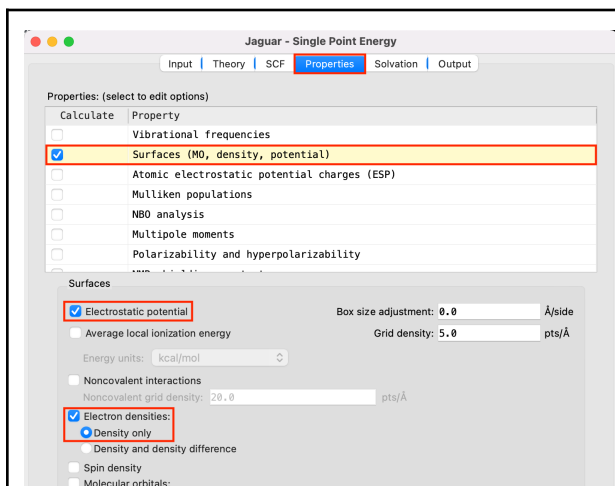 Jaguar - Single Point Energy
Input Theory SCF Properties Solvation Output
Properties: (select to edit options)
Calculate Property
Vibrational frequencies
Surfaces (MO, density, potential)
Atomic electrostatic potential charges (ESP)
Mulliken populations
NBO analysis
Multipole moments
Polarizability and hyperpolarizability
Surfaces
Electrostatic potential Box size adjustment: 0.0 Å/side
Average local ionization energy Grid density: 5.0 pts/Å
Energy units: kcal/mol
Noncovalent interactions
Noncovalent grid density: 20.0 pts/Å
Electron densities:
Density only
Density and density difference
Spin density
Molecular orbitals: